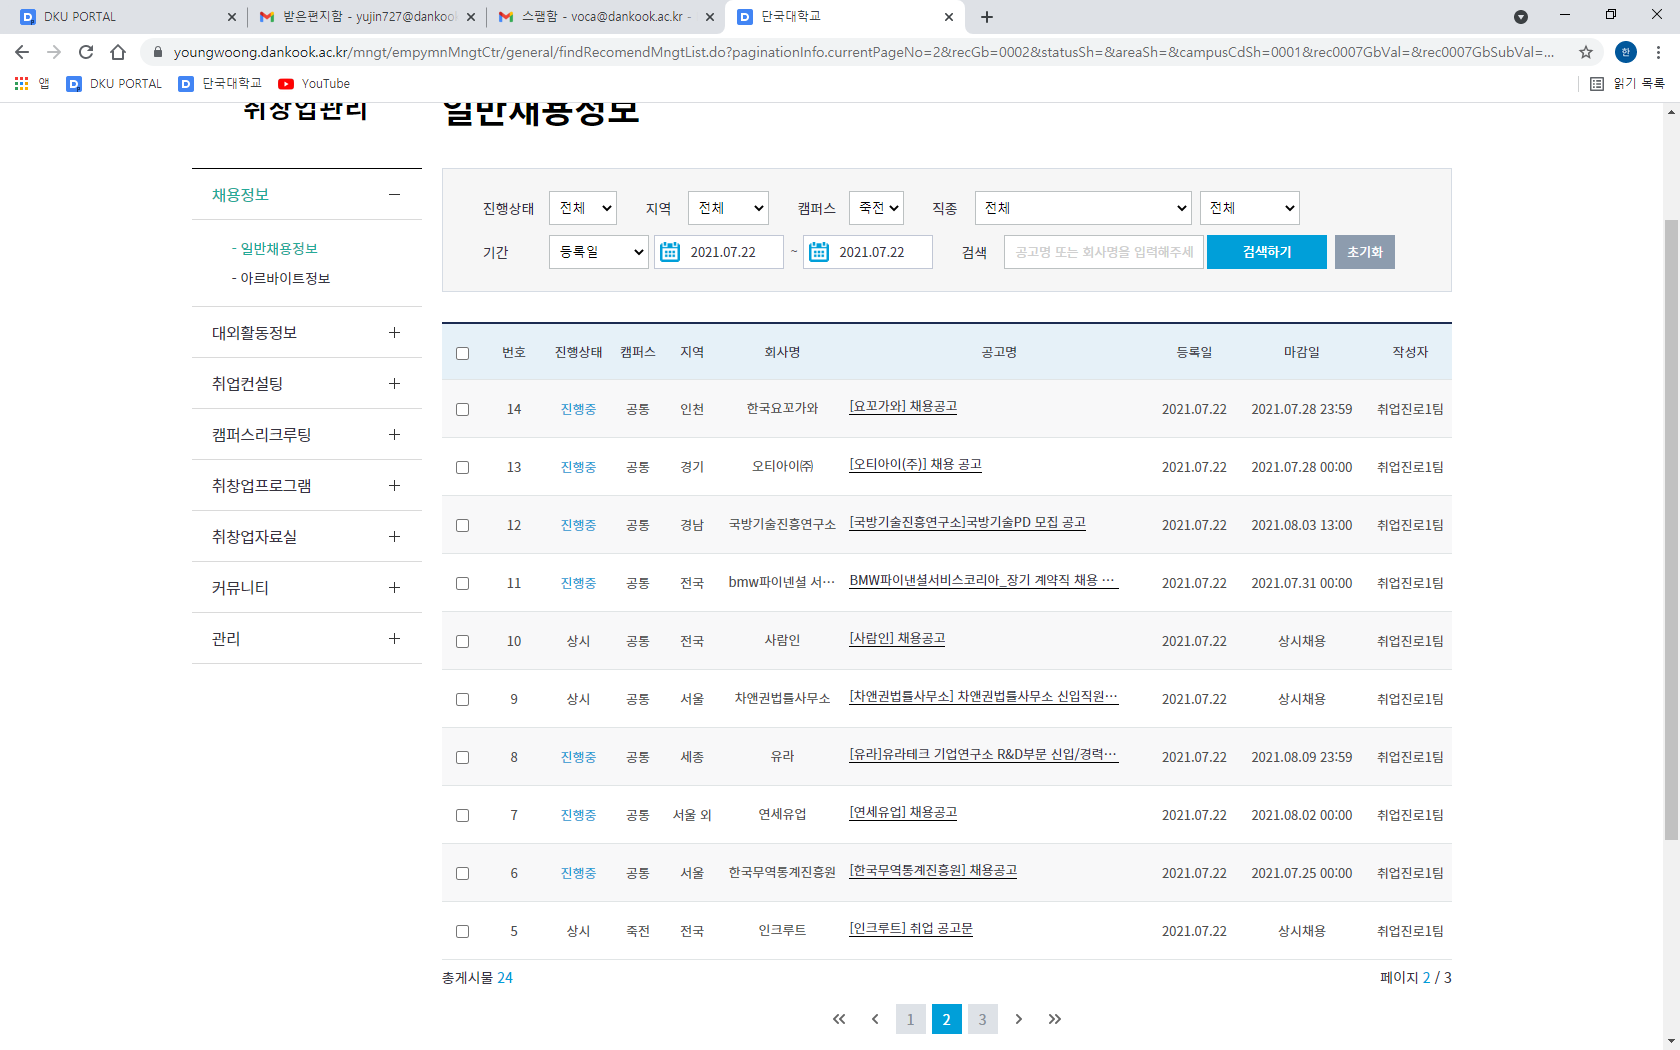 DKU PORTAL
받은편지함 - yujin727@dankook
스팸함 - voca@dankook.ac.kr -
단국대학교
youngwoong.dankook.ac.kr/mngt/empymnMngtCtr/general/findRecomendMngtList.do?paginationInfo.currentPageNo=2&recGb=0002&statusSh=&areaSh=&campusCdSh=0001&rec0007GbVal=&rec0007GbSubVal=...
한
앱 DKU PORTAL 단국대학교 YouTube 읽기 목록
취창업관리
일반채용정보
채용정보
- 일반채용정보
- 아르바이트정보
대외활동정보
취업컨설팅
캠퍼스리크루팅
취창업프로그램
취창업자료실
커뮤니티
관리
진행상태 전체 지역 전체 캠퍼스 죽전 직종 전체 전체
기간 등록일 2021.07.22 ~ 2021.07.22 검색 공고명 또는 회사명을 입력해주세 검색하기 초기화
번호 진행상태 캠퍼스 지역 회사명 공고명 등록일 마감일 작성자
14 진행중 공통 인천 한국요꼬가와 [요꼬가와] 채용공고 2021.07.22 2021.07.28 23:59 취업진로1팀
13 진행중 공통 경기 오티아이㈜ [오티아이(주)] 채용 공고 2021.07.22 2021.07.28 00:00 취업진로1팀
12 진행중 공통 경남 국방기술진흥연구소 [국방기술진흥연구소]국방기술PD 모집 공고 2021.07.22 2021.08.03 13:00 취업진로1팀
11 진행중 공통 전국 bmw파이넨셜 서… BMW파이낸셜서비스코리아_장기 계약직 채용 … 2021.07.22 2021.07.31 00:00 취업진로1팀
10 상시 공통 전국 사람인 [사람인] 채용공고 2021.07.22 상시채용 취업진로1팀
9 상시 공통 서울 차앤권법률사무소 [차앤권법률사무소] 차앤권법률사무소 신입직원… 2021.07.22 상시채용 취업진로1팀
8 진행중 공통 세종 유라 [유라]유라테크 기업연구소 R&D부문 신입/경력… 2021.07.22 2021.08.09 23:59 취업진로1팀
7 진행중 공통 서울 외 연세유업 [연세유업] 채용공고 2021.07.22 2021.08.02 00:00 취업진로1팀
6 진행중 공통 서울 한국무역통계진흥원 [한국무역통계진흥원] 채용공고 2021.07.22 2021.07.25 00:00 취업진로1팀
5 상시 죽전 전국 인크루트 [인크루트] 취업 공고문 2021.07.22 상시채용 취업진로1팀
총게시물 24 페이지 2 / 3
1 2 3